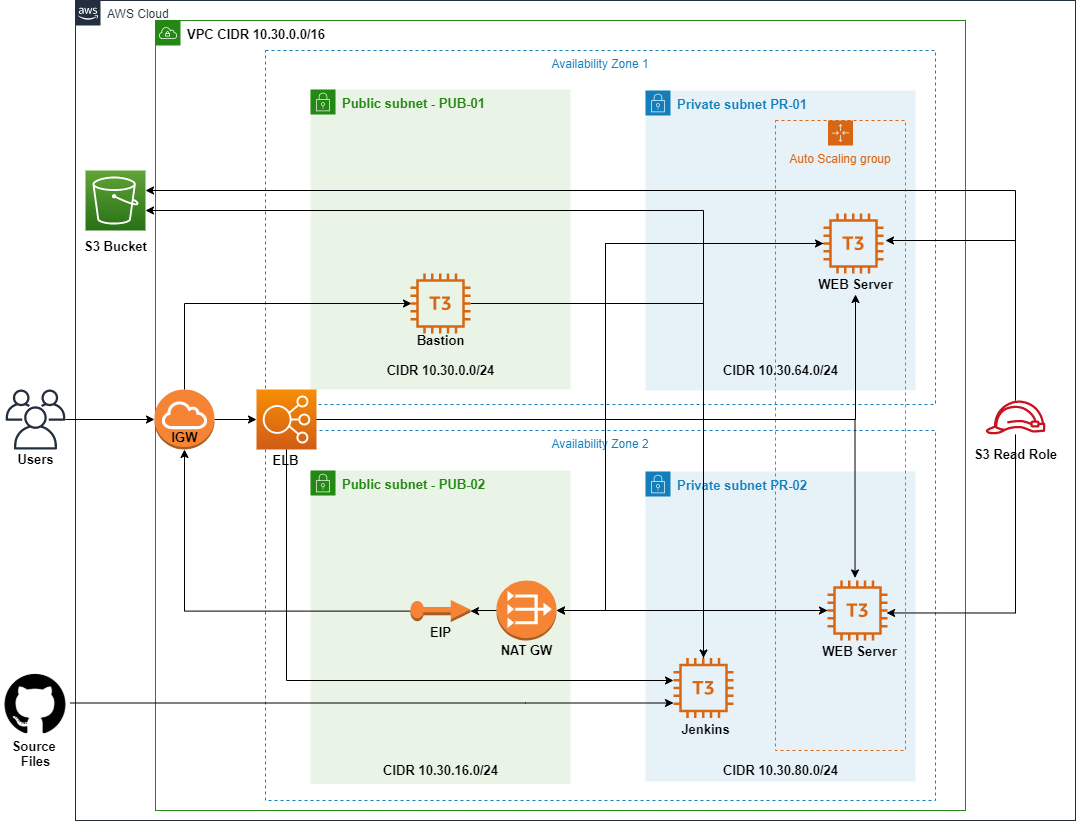 aws
AWS Cloud
VPC CIDR 10.30.0.0/16
Availability Zone 1
Public subnet - PUB-01
Private subnet PR-01
Auto Scaling group
S3 Bucket
T3
WEB Server
T3
Bastion
CIDR 10.30.0.0/24
CIDR 10.30.64.0/24
IGW
Users
ELB
Availability Zone 2
S3 Read Role
Public subnet - PUB-02
Private subnet PR-02
EIP
NAT GW
T3
WEB Server
T3
Jenkins
Source
Files
CIDR 10.30.16.0/24
CIDR 10.30.80.0/24